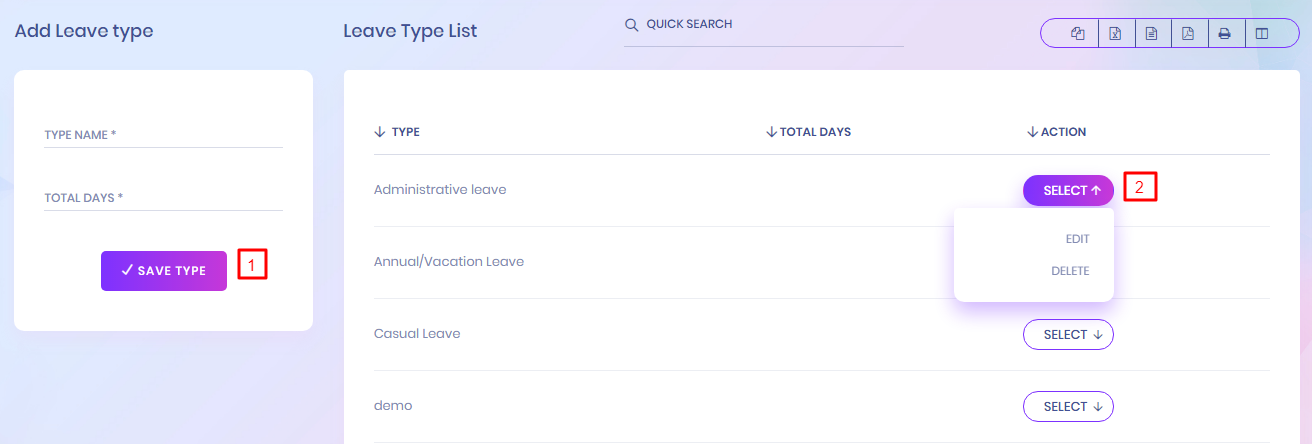 Add Leave type
Leave Type List
QUICK SEARCH
TYPE NAME *
TOTAL DAYS *
SAVE TYPE
1
TYPE TOTAL DAYS ACTION
Administrative leave SELECT
2
EDIT
DELETE
Annual/Vacation Leave
Casual Leave SELECT
demo SELECT